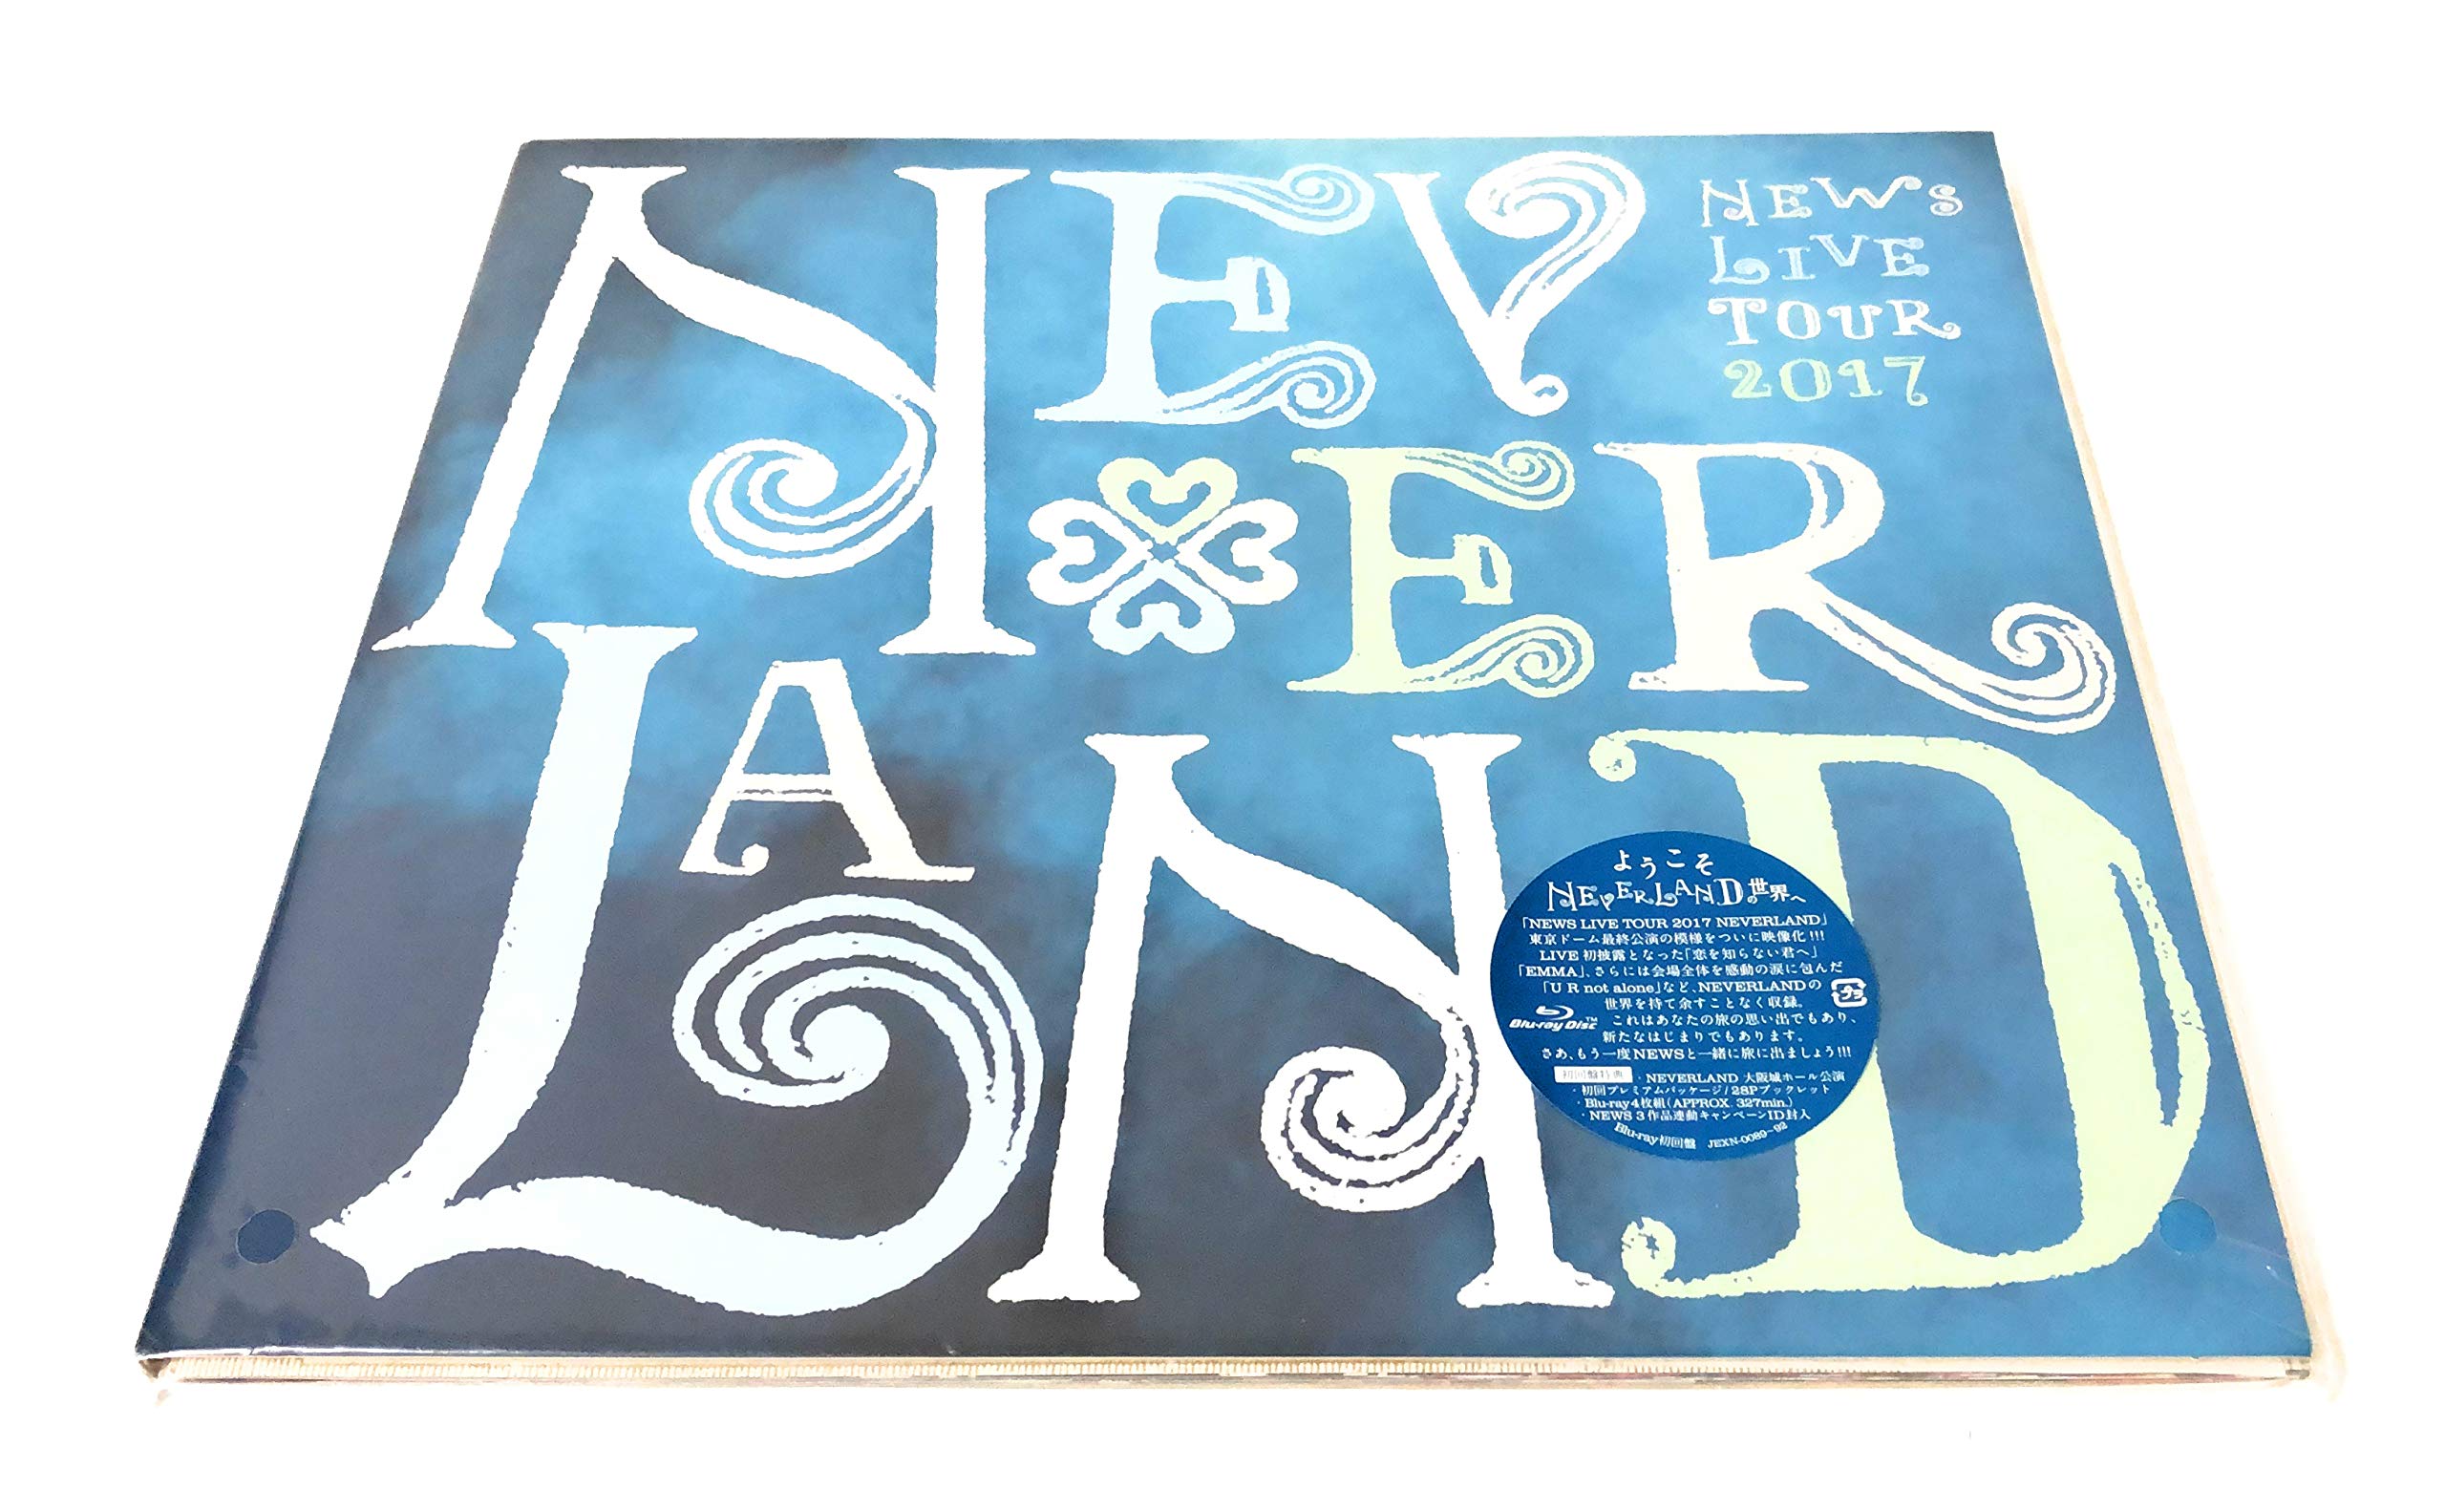 NEV
ER
LAND
NEWS
LIVE
TOUR
2017
ようこそ
NEVERLANDの世界へ
「NEWS LIVE TOUR 2017 NEVERLAND」
東京ドーム最終公演の模様をついに映像化!!!
LIVE 初披露となった「恋を知らない君へ」
「EMMA」、さらには会場全体を感動の涙に包んだ
「U R not alone」など、NEVERLANDの
世界を持て余すことなく収録。
プラ
Blu-ray Disc™
これはあなたの旅の思い出でもあり、
新たなはじまりでもあります。
さあ、もう一度NEWSと一緒に旅に出ましょう!!!
初回盤特典 ・NEVERLAND 大阪城ホール公演
・初回プレミアムパッケージ/28Pブックレット
・Blu-ray4枚組(APPROX. 327min.)
・NEWS 3作品連動キャンペーンID封入
Blu-ray初回盤 JEXN-0089~92